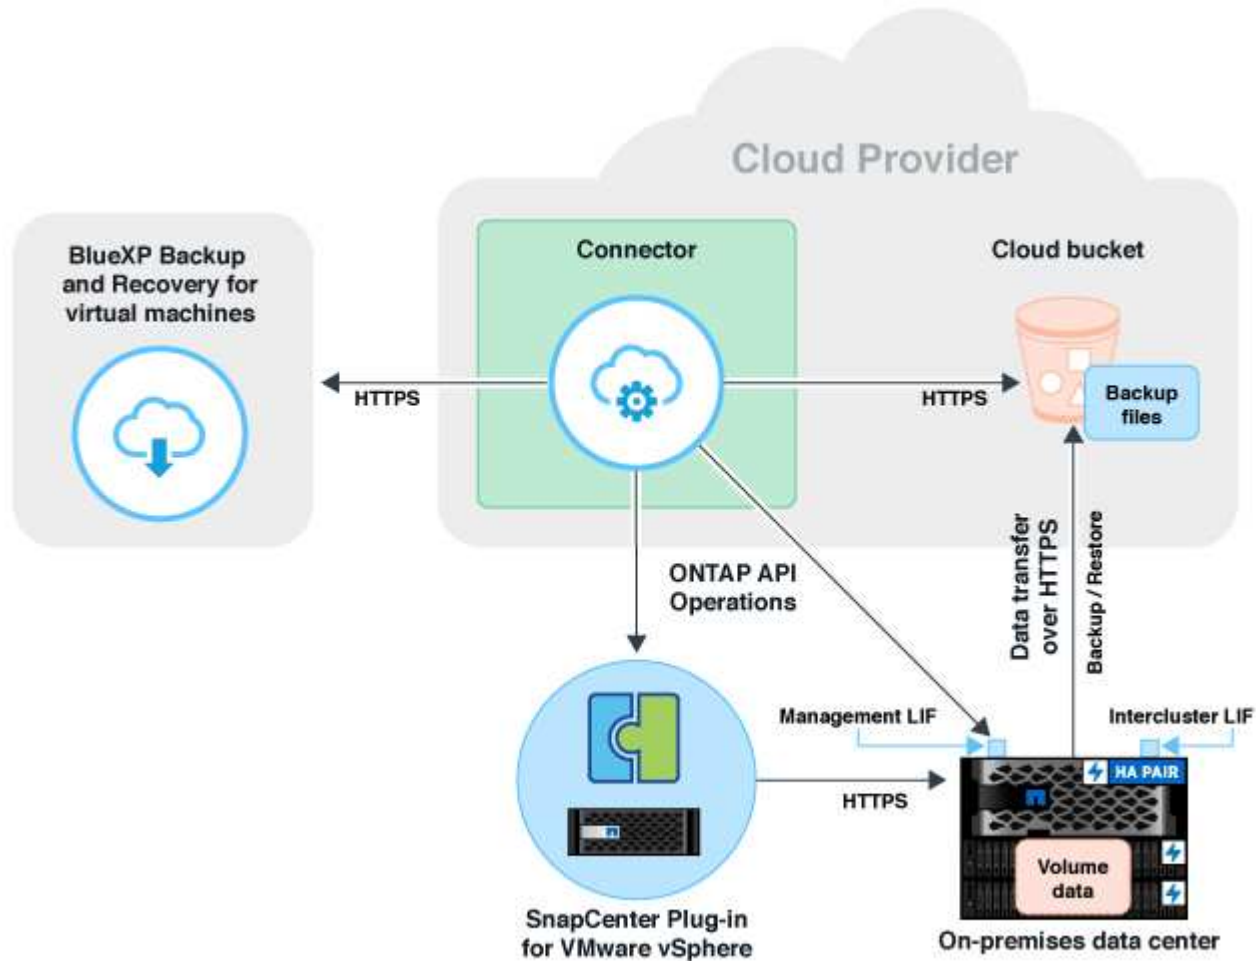 Cloud Provider
BlueXP Backup
and Recovery for
virtual machines
Connector
Cloud bucket
HTTPS
HTTPS
Backup
files
ONTAP API
Operations
Data transfer
over HTTPS
Backup / Restore
Management LIF
Intercluster LIF
HA PAIR
HTTPS
Volume
data
SnapCenter Plug-in
for VMware vSphere
On-premises data center